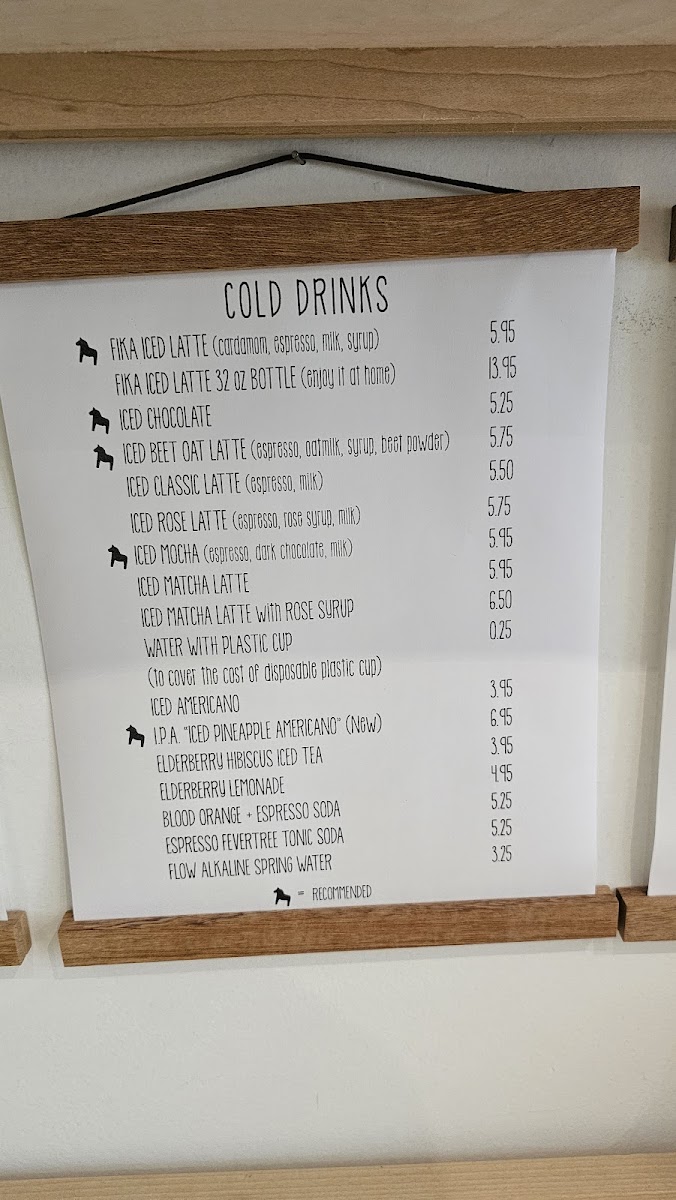 COLD DRINKS
FIKA ICED LATTE (cardamom, espresso, milk, syrup) 5.95
FIKA ICED LATTE 32 oz BOTTLE (enjoy it at home) 13.95
ICED CHOCOLATE 5.25
ICED BEET OAT LATTE (espresso, oatmilk, syrup, beet powder) 5.75
ICED CLASSIC LATTE (espresso, milk) 5.50
ICED ROSE LATTE (espresso, rose syrup, milk) 5.75
ICED MOCHA (espresso, dark chocolate, milk) 5.95
ICED MATCHA LATTE 5.95
ICED MATCHA LATTE with ROSE SYRUP 6.50
WATER WITH PLASTIC CUP 0.25
(to cover the cost of disposable plastic cup)
ICED AMERICANO 3.95
I.P.A. "ICED PINEAPPLE AMERICANO" (New) 6.95
ELDERBERRY HIBISCUS ICED TEA 3.95
ELDERBERRY LEMONADE 4.95
BLOOD ORANGE + ESPRESSO SODA 5.25
ESPRESSO FEVERTREE TONIC SODA 5.25
FLOW ALKALINE SPRING WATER 3.25
= RECOMMENDED